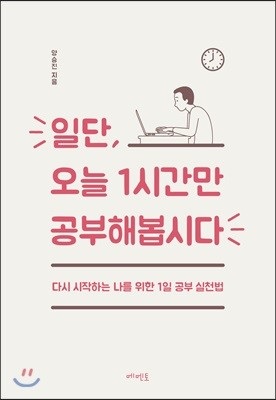 양승진 지음
일단,
오늘 1시간만
공부해봅시다
다시 시작하는 나를 위한 1일 공부 실천법
메멘토